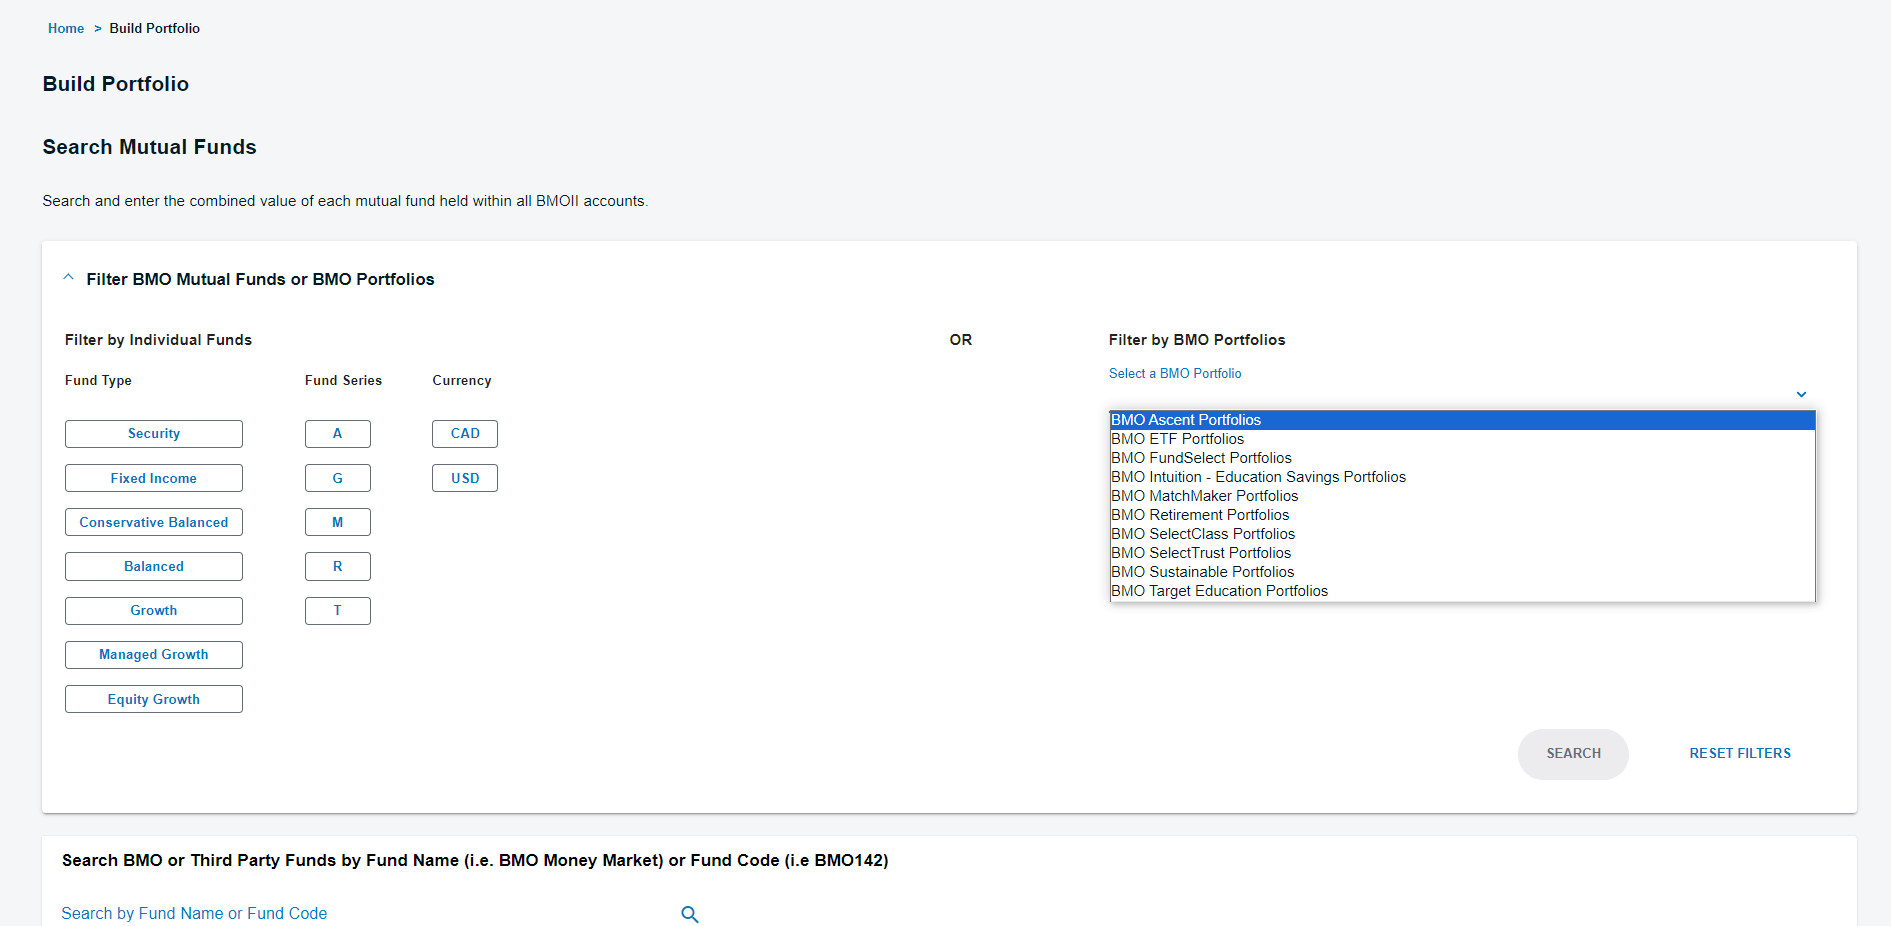 Home > Build Portfolio
Build Portfolio
Search Mutual Funds
Search and enter the combined value of each mutual fund held within all BMOII accounts.
Filter BMO Mutual Funds or BMO Portfolios
Filter by Individual Funds
Fund Type
Security
Fixed Income
Conservative Balanced
Balanced
Growth
Managed Growth
Equity Growth
Fund Series
A
G
M
R
T
Currency
CAD
USD
OR
Filter by BMO Portfolios
Select a BMO Portfolio
BMO Ascent Portfolios
BMO ETF Portfolios
BMO FundSelect Portfolios
BMO Intuition - Education Savings Portfolios
BMO MatchMaker Portfolios
BMO Retirement Portfolios
BMO SelectClass Portfolios
BMO SelectTrust Portfolios
BMO Sustainable Portfolios
BMO Target Education Portfolios
SEARCH
RESET FILTERS
Search BMO or Third Party Funds by Fund Name (i.e. BMO Money Market) or Fund Code (i.e BMO142)
Search by Fund Name or Fund Code